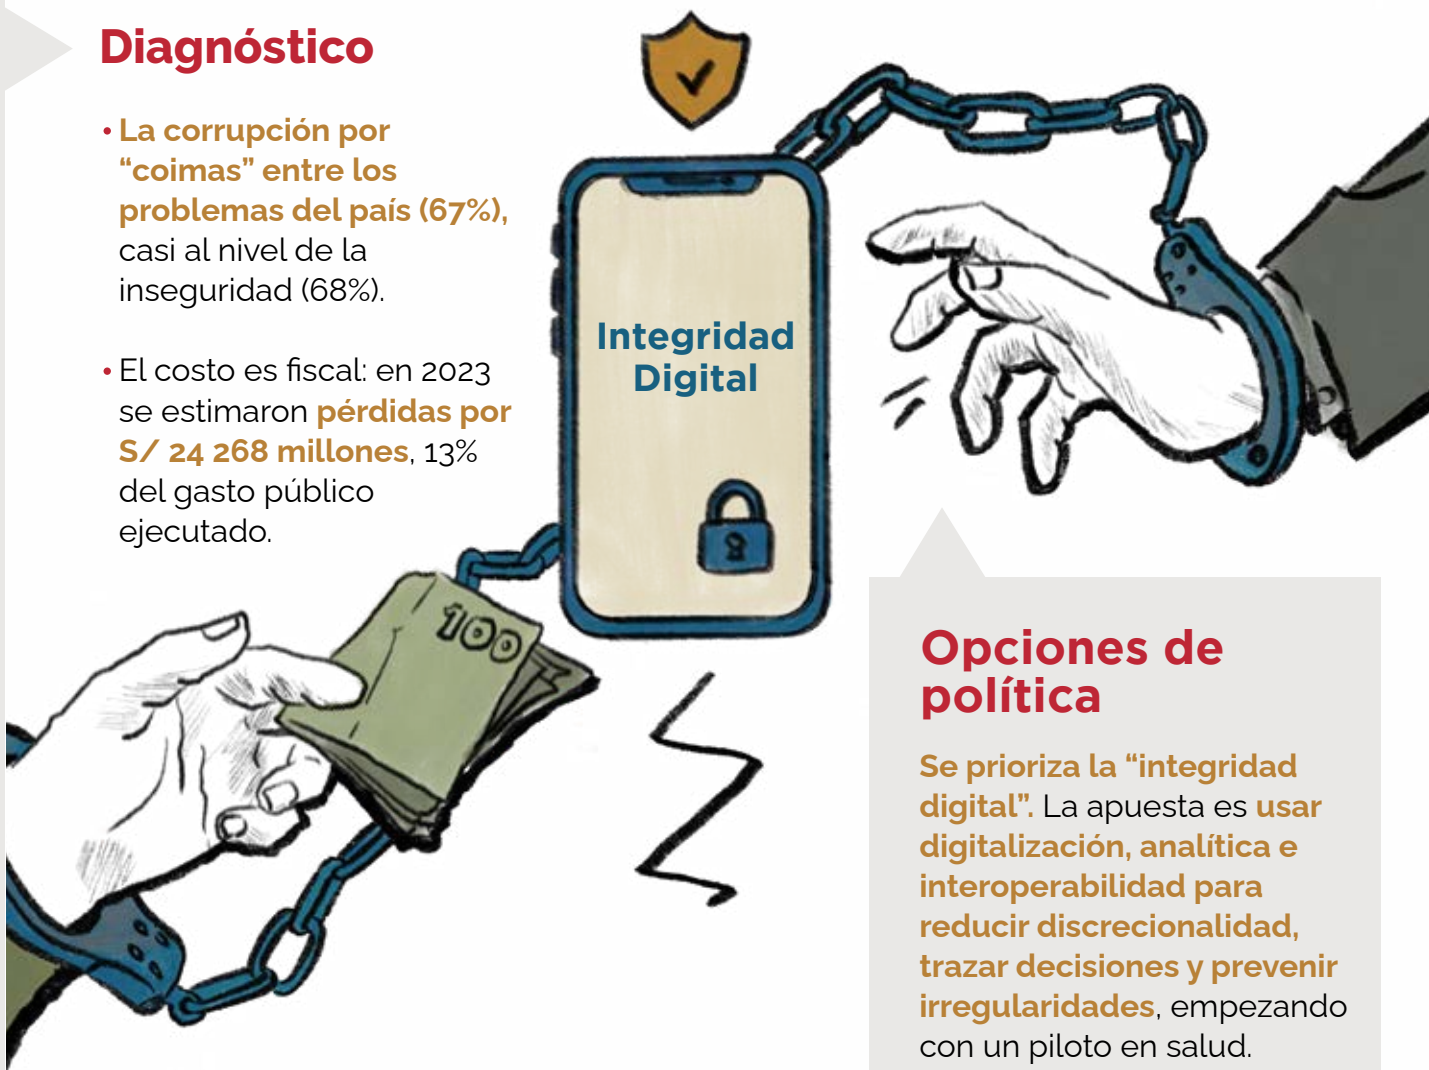 Diagnóstico
• La corrupción por
“coimas” entre los
problemas del país (67%),
casi al nivel de la
inseguridad (68%).
• El costo es fiscal: en 2023
se estimaron pérdidas por
S/ 24 268 millones, 13%
del gasto público
ejecutado.
Integridad
Digital
100
Opciones de
política
Se prioriza la “integridad
digital”. La apuesta es usar
digitalización, analítica e
interoperabilidad para
reducir discrecionalidad,
trazar decisiones y prevenir
irregularidades, empezando
con un piloto en salud.